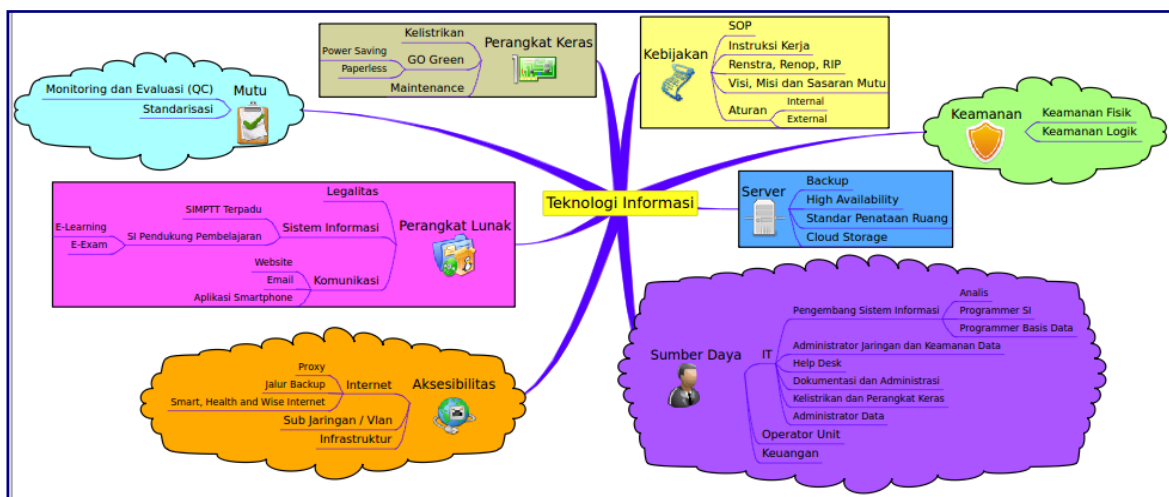 Teknologi Informasi
Perangkat Keras
Kelistrikan
GO Green
Power Saving
Paperless
Maintenance
Kebijakan
SOP
Instruksi Kerja
Renstra, Renop, RIP
Visi, Misi dan Sasaran Mutu
Aturan
Internal
External
Mutu
Monitoring dan Evaluasi (QC)
Standarisasi
Keamanan
Keamanan Fisik
Keamanan Logik
Perangkat Lunak
Legalitas
Sistem Informasi
SIMPTT Terpadu
SI Pendukung Pembelajaran
E-Learning
E-Exam
Komunikasi
Website
Email
Aplikasi Smartphone
Server
Backup
High Availability
Standar Penataan Ruang
Cloud Storage
Aksesibilitas
Internet
Proxy
Jalur Backup
Smart, Health and Wise Internet
Sub Jaringan / Vlan
Infrastruktur
Sumber Daya
IT
Pengembang Sistem Informasi
Analis
Programmer SI
Programmer Basis Data
Administrator Jaringan dan Keamanan Data
Help Desk
Dokumentasi dan Administrasi
Kelistrikan dan Perangkat Keras
Administrator Data
Operator Unit
Keuangan